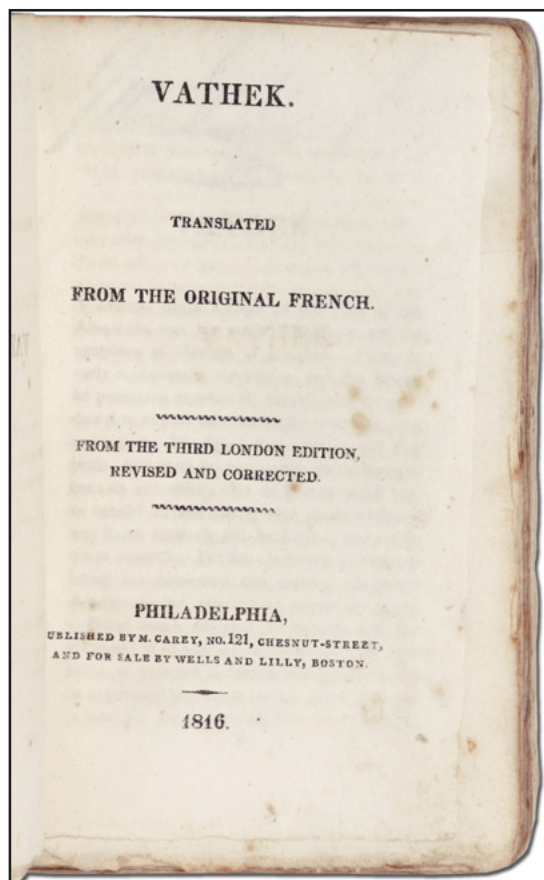 VATHEK.
TRANSLATED
FROM THE ORIGINAL FRENCH.
FROM THE THIRD LONDON EDITION,
REVISED AND CORRECTED.
PHILADELPHIA,
UBLISHED BY M. CAREY, NO. 121, CHESNUT-STREET,
AND FOR SALE BY WELLS AND LILLY, BOSTON.
1816.